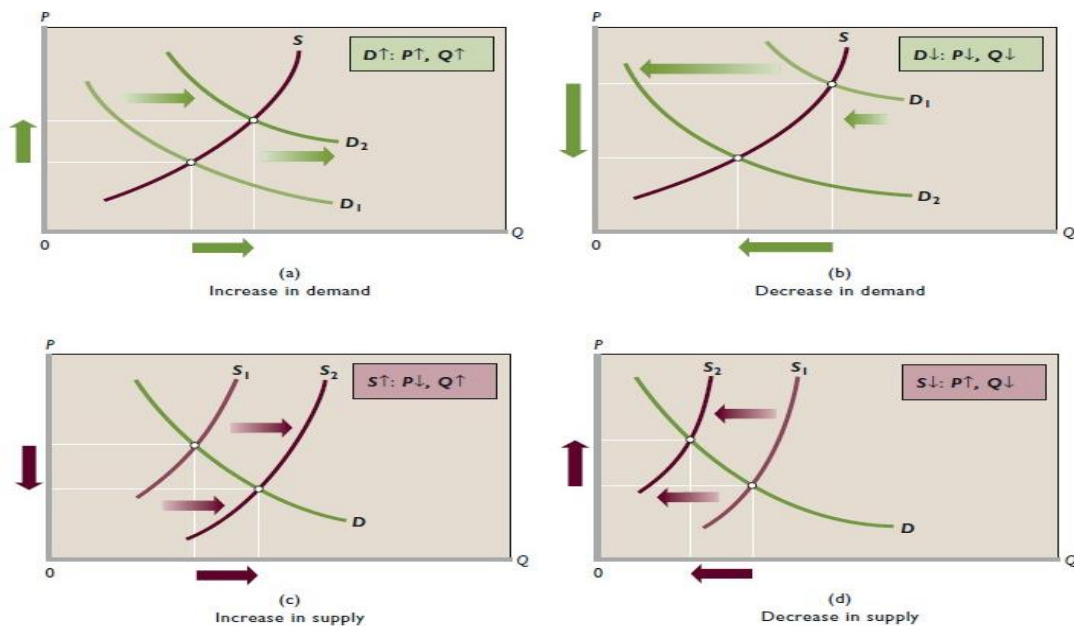 P
S
D↑: P↑, Q↑
D₂
D₁
0
Q
(a)
Increase in demand
P
S
D↓: P↓, Q↓
D₁
D₂
0
Q
(b)
Decrease in demand
P
S₁
S₂
S↑: P↓, Q↑
D
0
Q
(c)
Increase in supply
P
S₂
S₁
S↓: P↑, Q↓
D
0
Q
(d)
Decrease in supply